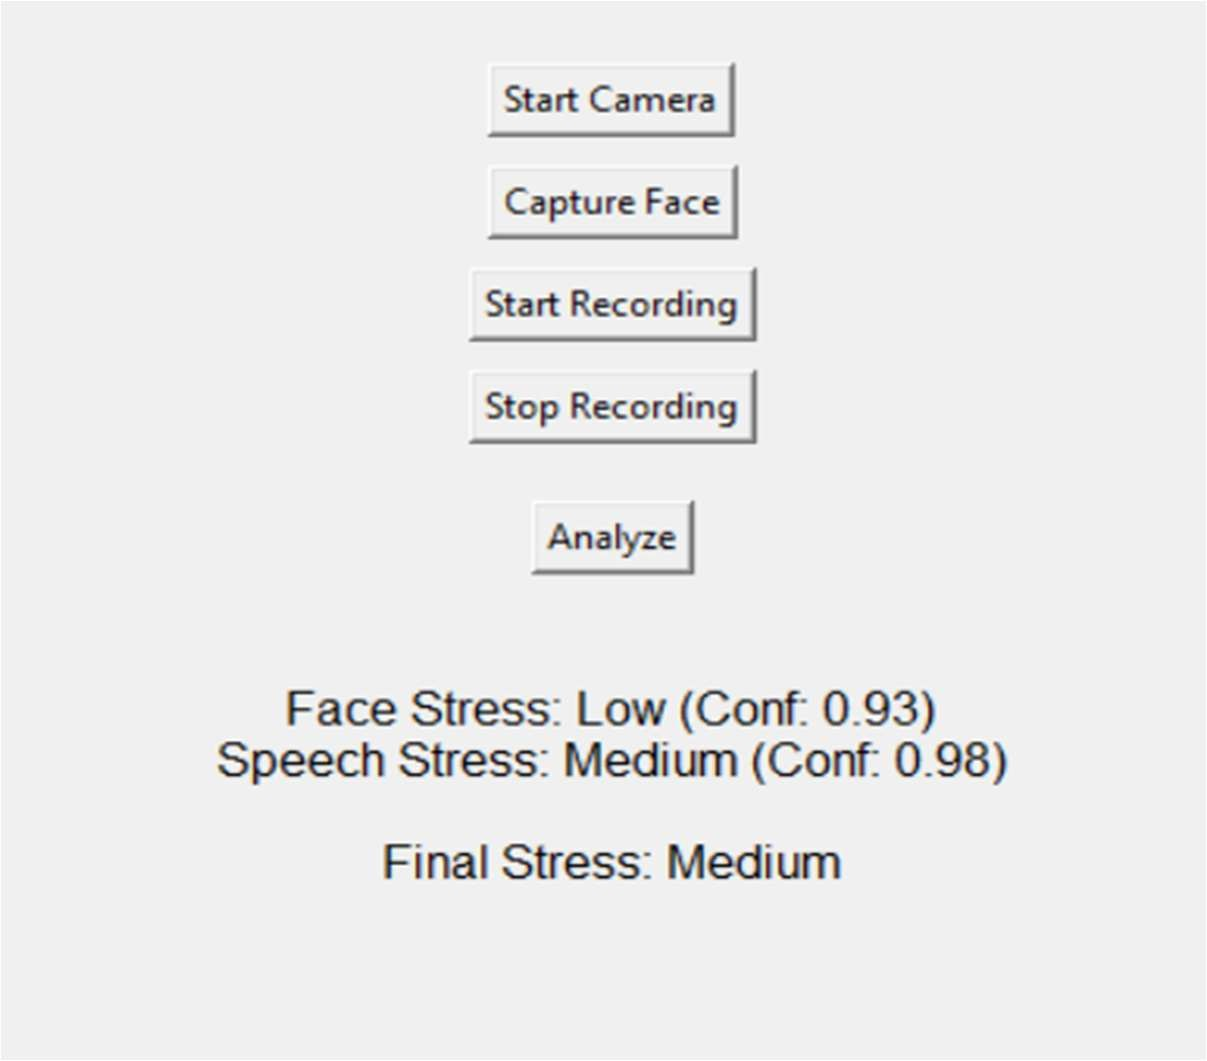 Start Camera
Capture Face
Start Recording
Stop Recording
Analyze
Face Stress: Low (Conf: 0.93)
Speech Stress: Medium (Conf: 0.98)
Final Stress: Medium